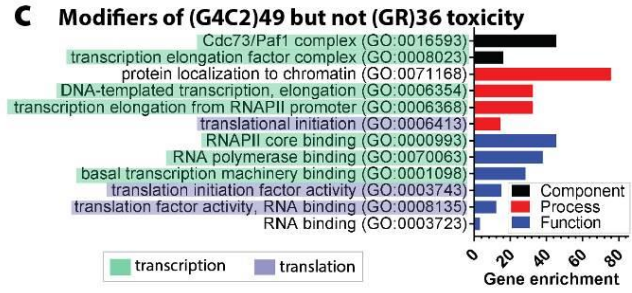 C Modifiers of (G4C2)49 but not (GR)36 toxicity
Cdc73/Paf1 complex (GO:0016593)
transcription elongation factor complex (GO:0008023)
protein localization to chromatin (GO:0071168)
DNA-templated transcription, elongation (GO:0006354)
transcription elongation from RNAPII promoter (GO:0006368)
translational initiation (GO:0006413)
RNAPII core binding (GO:0000993)
RNA polymerase binding (GO:0070063)
basal transcription machinery binding (GO:0001098)
translation initiation factor activity (GO:0003743)
translation factor activity, RNA binding (GO:0008135)
RNA binding (GO:0003723)
Component
Process
Function
0 20 40 60 80
Gene enrichment
transcription translation